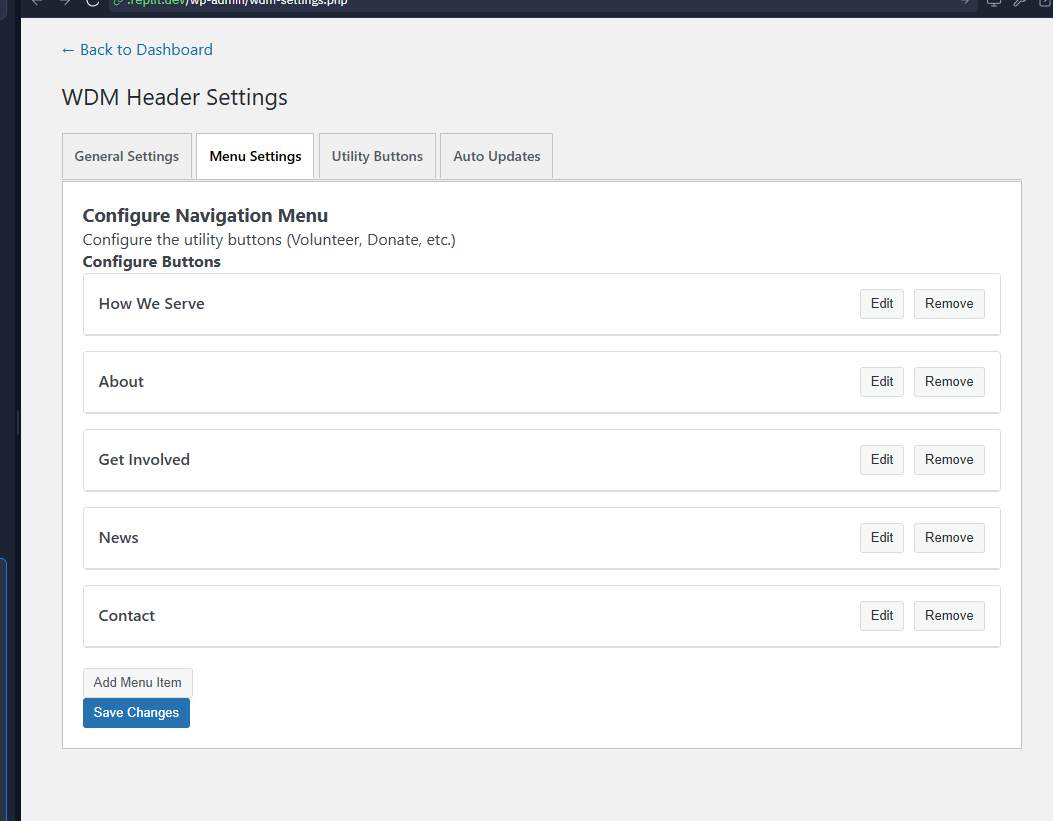 .replit.dev/wp-admin/wdm-settings.php
← Back to Dashboard
WDM Header Settings
General Settings
Menu Settings
Utility Buttons
Auto Updates
Configure Navigation Menu
Configure the utility buttons (Volunteer, Donate, etc.)
Configure Buttons
How We Serve
Edit
Remove
About
Edit
Remove
Get Involved
Edit
Remove
News
Edit
Remove
Contact
Edit
Remove
Add Menu Item
Save Changes